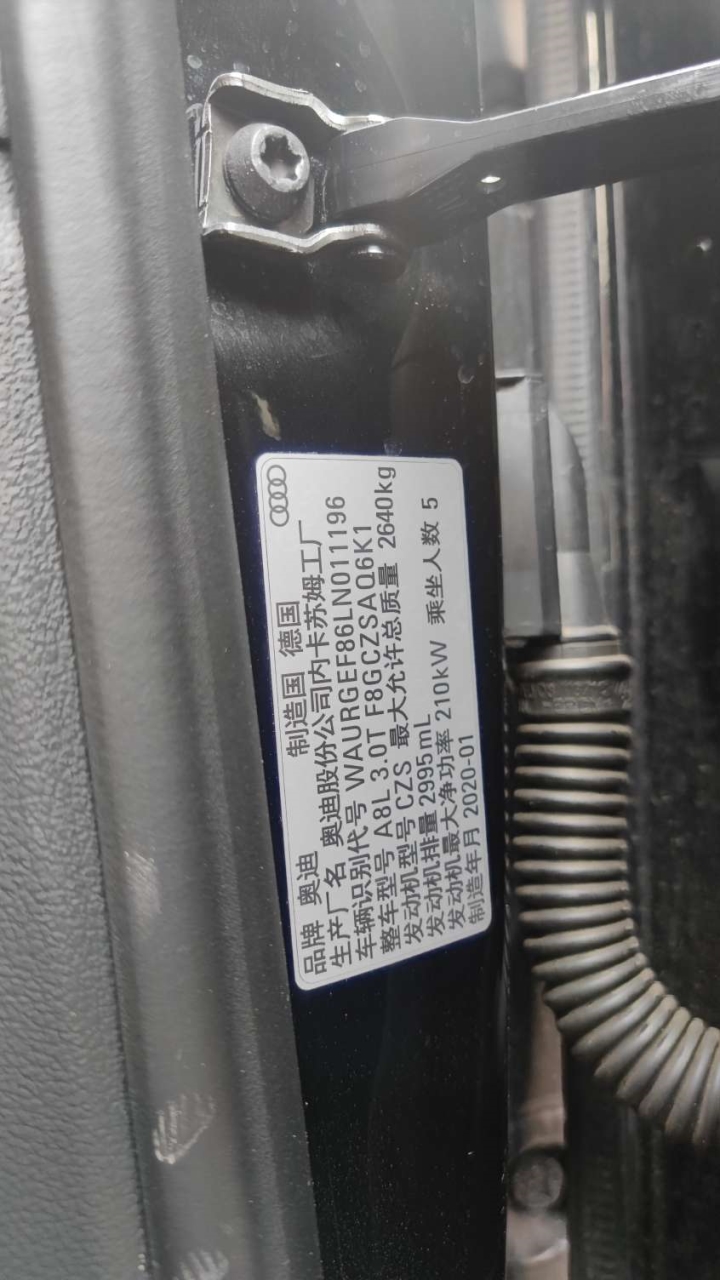 品牌 奥迪 制造国 德国
生产厂名 奥迪股份公司内卡苏姆工厂
车辆识别代号 WAURGEF86LN011196
整车型号 A8L 3.0T F8GCZSAQ6K1
发动机型号 CZS 最大允许总质量 2640kg
发动机排量 2995mL
发动机最大净功率 210kW 乘坐人数 5
制造年月 2020-01